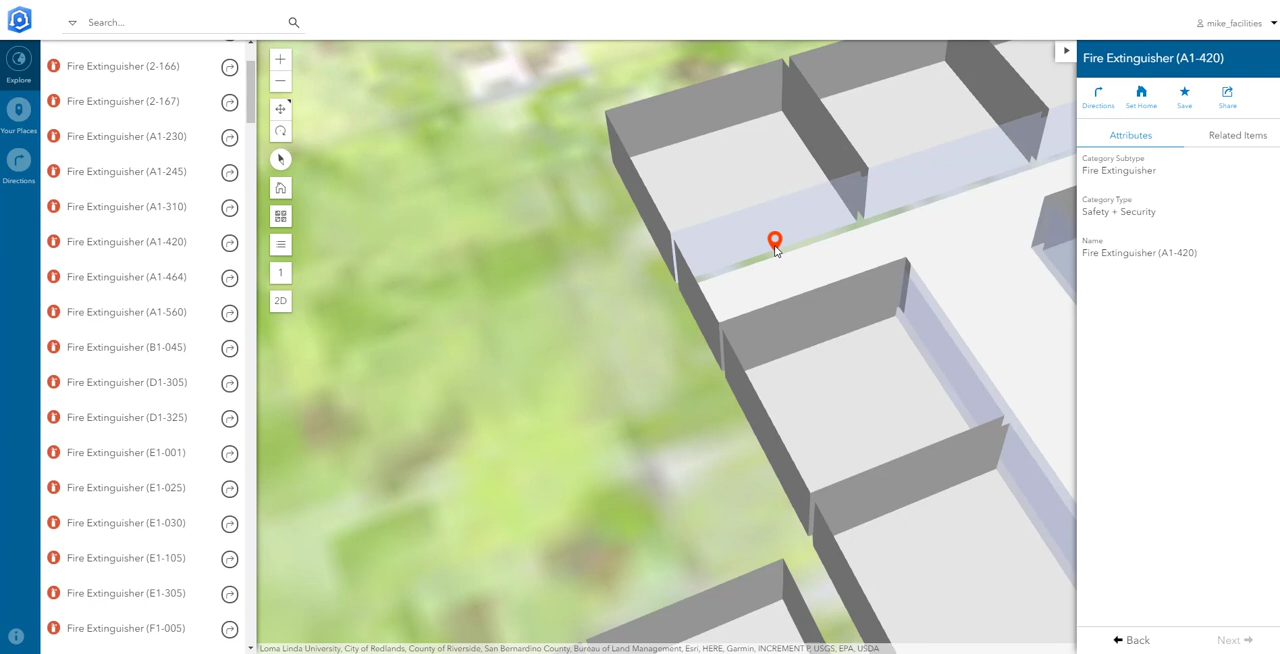 Search...
mike_facilities
Explore
Your Places
Directions
Fire Extinguisher (2-166)
Fire Extinguisher (2-167)
Fire Extinguisher (A1-230)
Fire Extinguisher (A1-245)
Fire Extinguisher (A1-310)
Fire Extinguisher (A1-420)
Fire Extinguisher (A1-464)
Fire Extinguisher (A1-560)
Fire Extinguisher (B1-045)
Fire Extinguisher (D1-305)
Fire Extinguisher (D1-325)
Fire Extinguisher (E1-001)
Fire Extinguisher (E1-025)
Fire Extinguisher (E1-030)
Fire Extinguisher (E1-105)
Fire Extinguisher (E1-305)
Fire Extinguisher (F1-005)
1
2D
Loma Linda University, City of Redlands, County of Riverside, San Bernardino County, Bureau of Land Management, Esri, HERE, Garmin, INCREMENT P, USGS, EPA, USDA
Fire Extinguisher (A1-420)
Directions Set Home Save Share
Attributes Related Items
Category Subtype
Fire Extinguisher
Category Type
Safety + Security
Name
Fire Extinguisher (A1-420)
Back Next